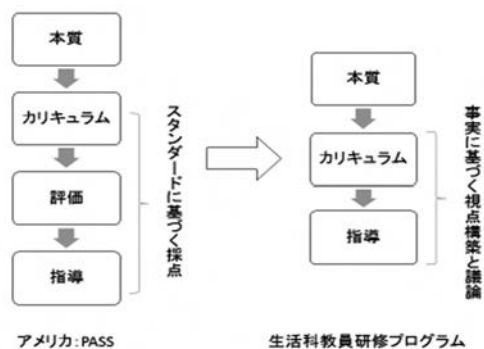 本質
カリキュラム
評価
指導
スタンダードに基づく採点
アメリカ：PASS
本質
カリキュラム
指導
事実に基づく視点構築と議論
生活科教員研修プログラム